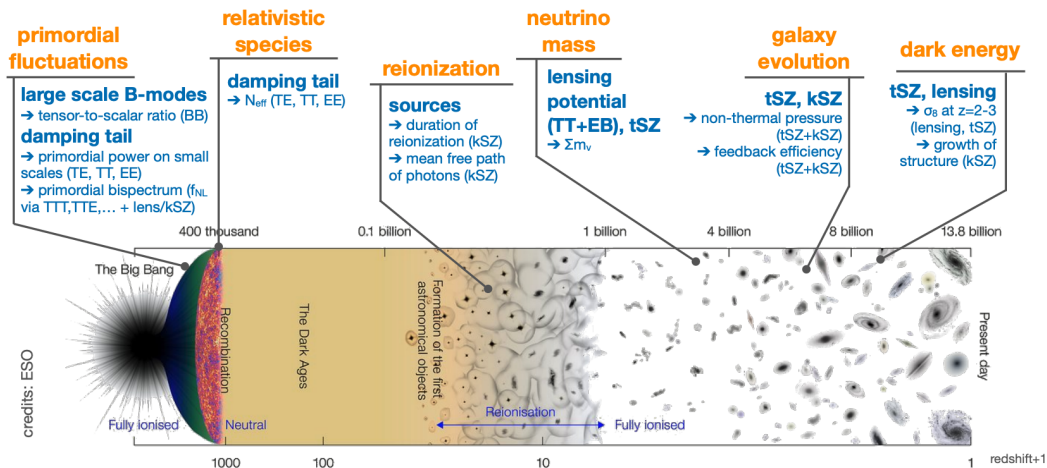 primordial
fluctuations
large scale B-modes
➔ tensor-to-scalar ratio (BB)
damping tail
➔ primordial power on small
scales (TE, TT, EE)
➔ primordial bispectrum (fNL
via TTT,TTE,… + lens/kSZ)
relativistic
species
damping tail
➔ Neff (TE, TT, EE)
reionization
sources
➔ duration of
reionization (kSZ)
➔ mean free path
of photons (kSZ)
neutrino
mass
lensing
potential
(TT+EB), tSZ
➔ Σmν
galaxy
evolution
tSZ, kSZ
➔ non-thermal pressure
(tSZ+kSZ)
➔ feedback efficiency
(tSZ+kSZ)
dark energy
tSZ, lensing
➔ σ8 at z=2-3
(lensing, tSZ)
➔ growth of
structure (kSZ)
400 thousand
0.1 billion
1 billion
4 billion
8 billion
13.8 billion
The Big Bang
Recombination
The Dark Ages
Formation of the first
astronomical objects
Present day
Fully ionised
Neutral
Reionisation
Fully ionised
1000
100
10
1
redshift+1
credits: ESO